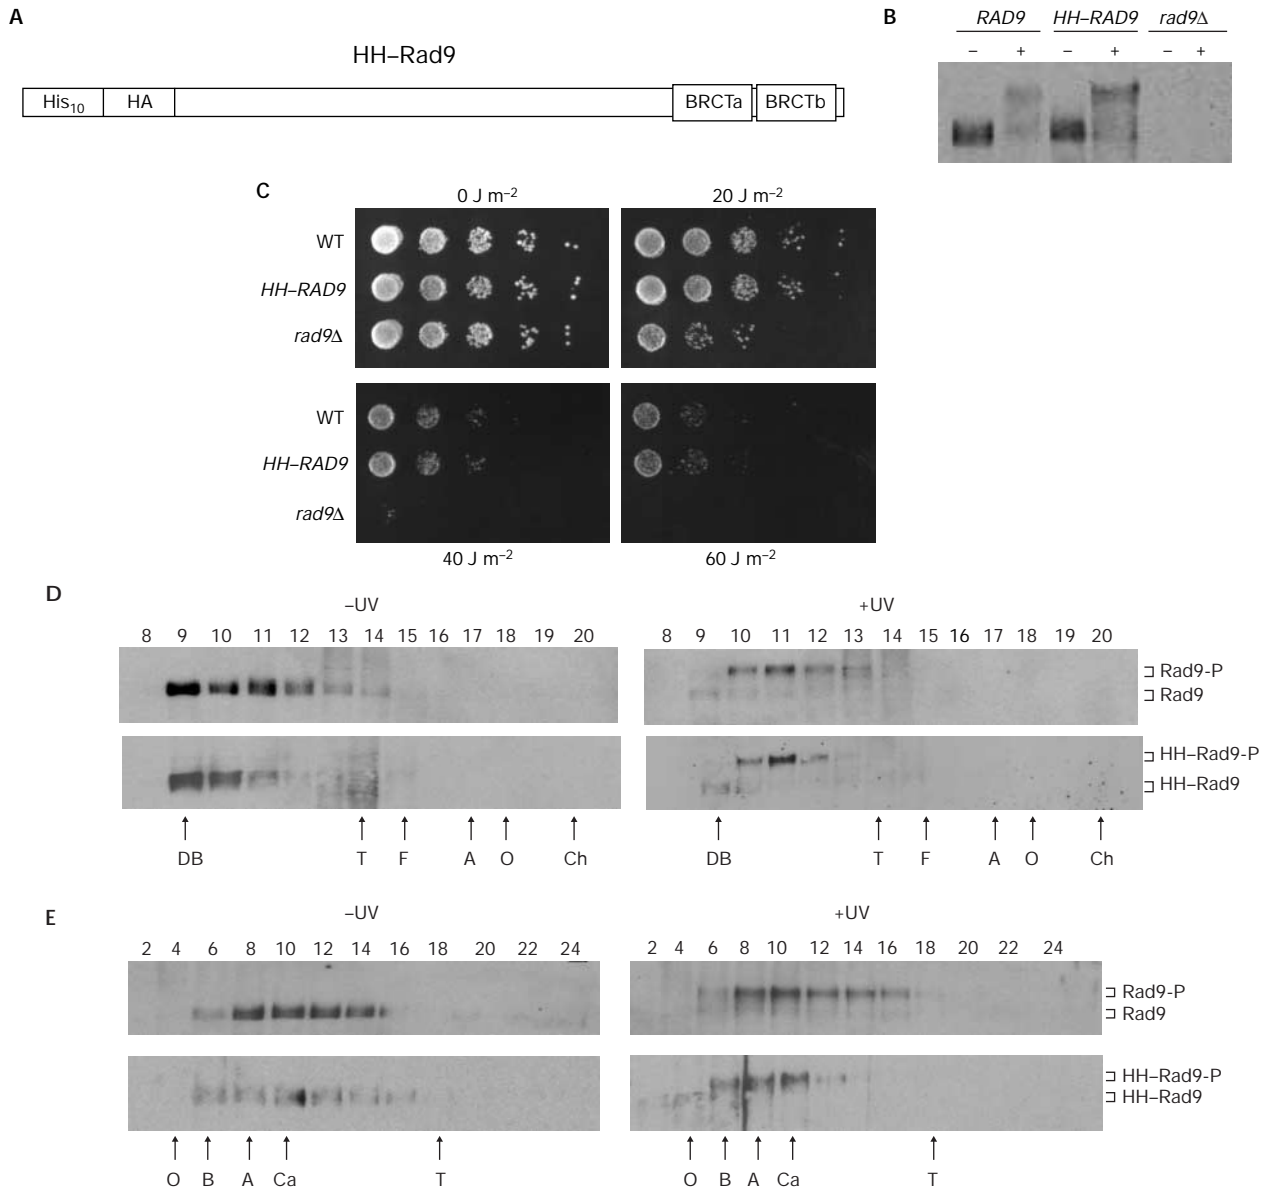 A
HH–Rad9
His10 HA BRCTa BRCTb
B
RAD9 HH–RAD9 rad9Δ
– + – + – +
C
0 J m–2 20 J m–2
WT
HH–RAD9
rad9Δ
WT
HH–RAD9
rad9Δ
40 J m–2 60 J m–2
D
–UV +UV
8 9 10 11 12 13 14 15 16 17 18 19 20 8 9 10 11 12 13 14 15 16 17 18 19 20
Rad9-P
Rad9
HH–Rad9-P
HH–Rad9
DB T F A O Ch DB T F A O Ch
E
–UV +UV
2 4 6 8 10 12 14 16 18 20 22 24 2 4 6 8 10 12 14 16 18 20 22 24
Rad9-P
Rad9
HH–Rad9-P
HH–Rad9
O B A Ca T O B A Ca T